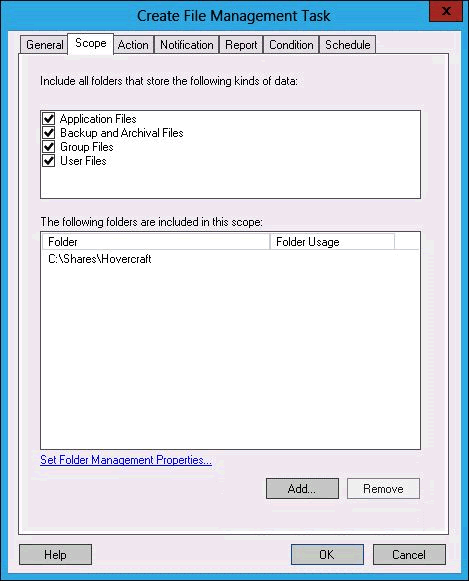 Create File Management Task
X
General Scope Action Notification Report Condition Schedule
Include all folders that store the following kinds of data:
Application Files
Backup and Archival Files
Group Files
User Files
The following folders are included in this scope:
Folder Folder Usage
C:\Shares\Hovercraft
Set Folder Management Properties...
Add... Remove
Help OK Cancel